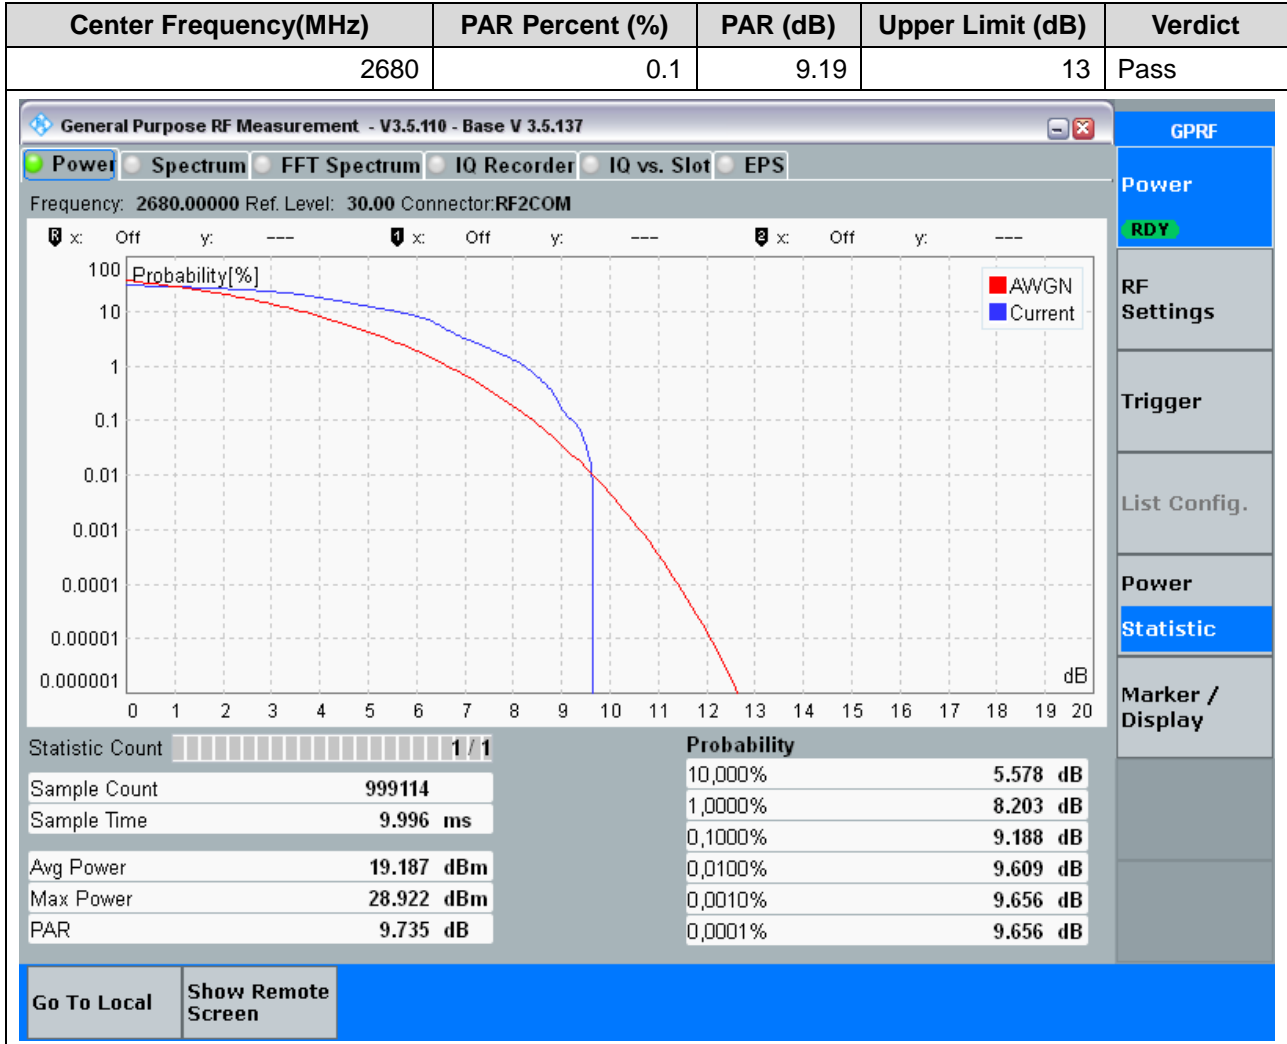 Center Frequency(MHz) PAR Percent (%) PAR (dB) Upper Limit (dB) Verdict
2680 0.1 9.19 13 Pass
General Purpose RF Measurement - V3.5.110 - Base V 3.5.137
GPRF
Power Spectrum FFT Spectrum IQ Recorder IQ vs. Slot EPS
Power
RDY
Frequency: 2680.00000 Ref. Level: 30.00 Connector:RF2COM
R x: Off y: --- 1 x: Off y: --- 2 x: Off y: ---
Probability[%]
AWGN
Current
100
10
1
0.1
0.01
0.001
0.0001
0.00001
0.000001
dB
0 1 2 3 4 5 6 7 8 9 10 11 12 13 14 15 16 17 18 19 20
RF
Settings
Trigger
List Config.
Power
Statistic
Marker /
Display
Statistic Count 1 / 1
Sample Count 999114
Sample Time 9.996 ms
Avg Power 19.187 dBm
Max Power 28.922 dBm
PAR 9.735 dB
Probability
10,000% 5.578 dB
1,0000% 8.203 dB
0,1000% 9.188 dB
0,0100% 9.609 dB
0,0010% 9.656 dB
0,0001% 9.656 dB
Go To Local
Show Remote
Screen